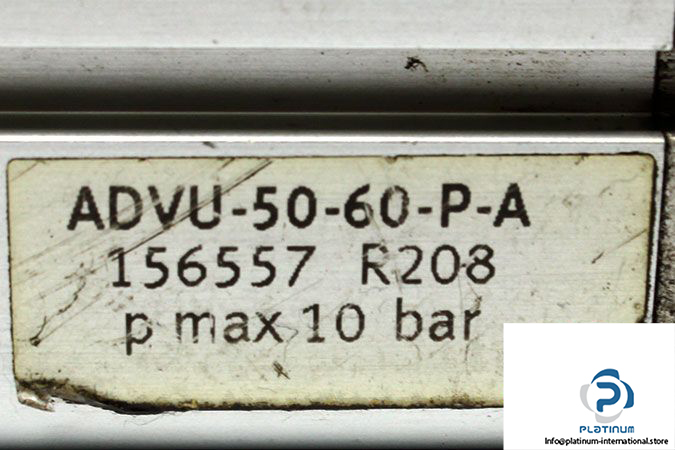 ADVU-50-60-P-A
156557 R208
p max 10 bar
PLATINUM
Info@platinum-international.store